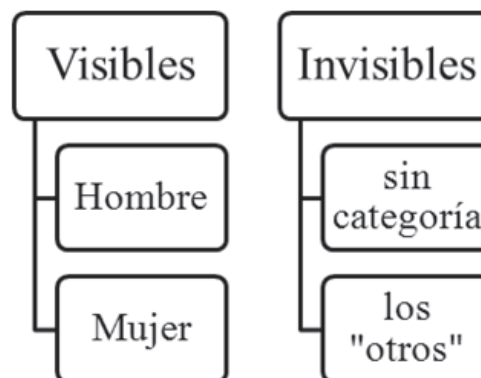 Visibles
Hombre
Mujer
Invisibles
sin
categoría
los
"otros"